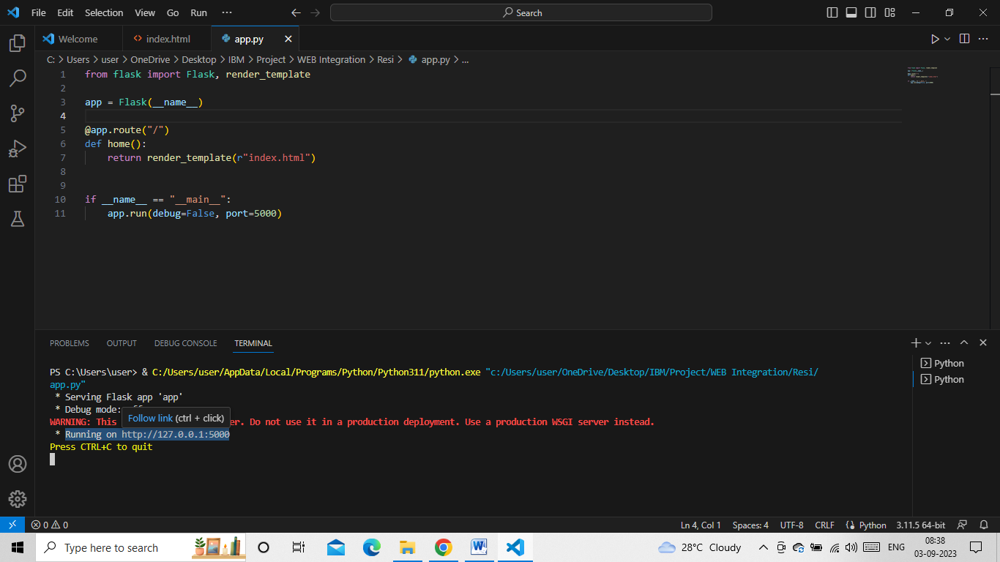 File Edit Selection View Go Run ···
Search
Welcome
index.html
app.py
C: > Users > user > OneDrive > Desktop > IBM > Project > WEB Integration > Resi > app.py > ...
1 from flask import Flask, render_template
2
3 app = Flask(__name__)
4
5 @app.route("/")
6 def home():
7 return render_template(r"index.html")
8
9
10 if __name__ == "__main__":
11 app.run(debug=False, port=5000)
PROBLEMS OUTPUT DEBUG CONSOLE TERMINAL
PS C:\Users\user> & C:/Users/user/AppData/Local/Programs/Python/Python311/python.exe "c:/Users/user/OneDrive/Desktop/IBM/Project/WEB Integration/Resi/
app.py"
* Serving Flask app 'app'
* Debug mode:
Follow link (ctrl + click)
WARNING: This r. Do not use it in a production deployment. Use a production WSGI server instead.
* Running on http://127.0.0.1:5000
Press CTRL+C to quit
Python
Python
0 0
Ln 4, Col 1 Spaces: 4 UTF-8 CRLF Python 3.11.5 64-bit
Type here to search
28°C Cloudy
ENG
08:38
03-09-2023